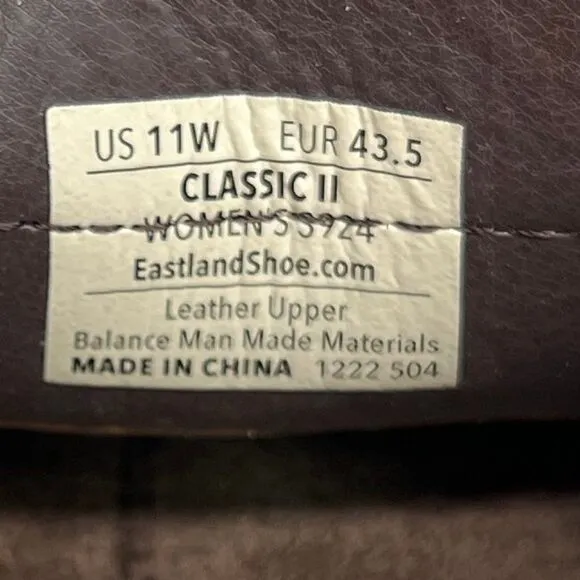 US 11W EUR 43.5
CLASSIC II
WOMEN'S 3924
EastlandShoe.com
Leather Upper
Balance Man Made Materials
MADE IN CHINA 1222 504